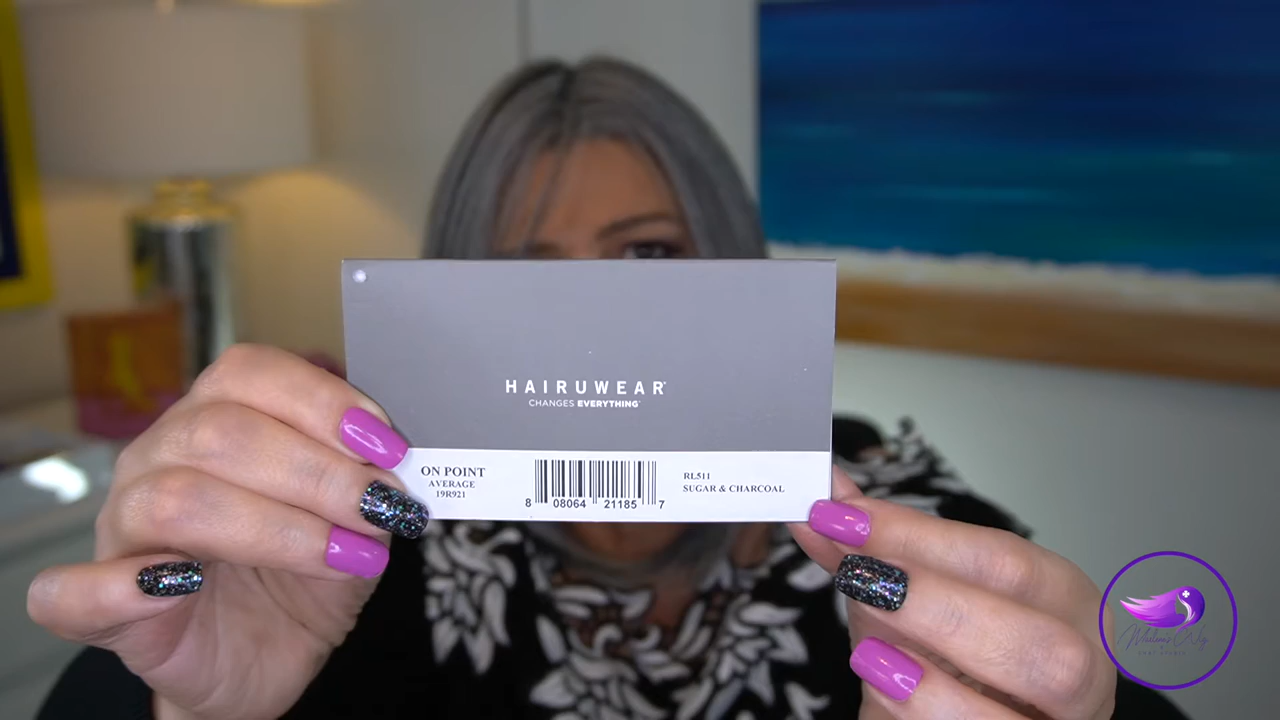 HAIRUWEAR
CHANGES EVERYTHING
ON POINT
AVERAGE
19R921
8 08064 21185 7
RL511
SUGAR & CHARCOAL